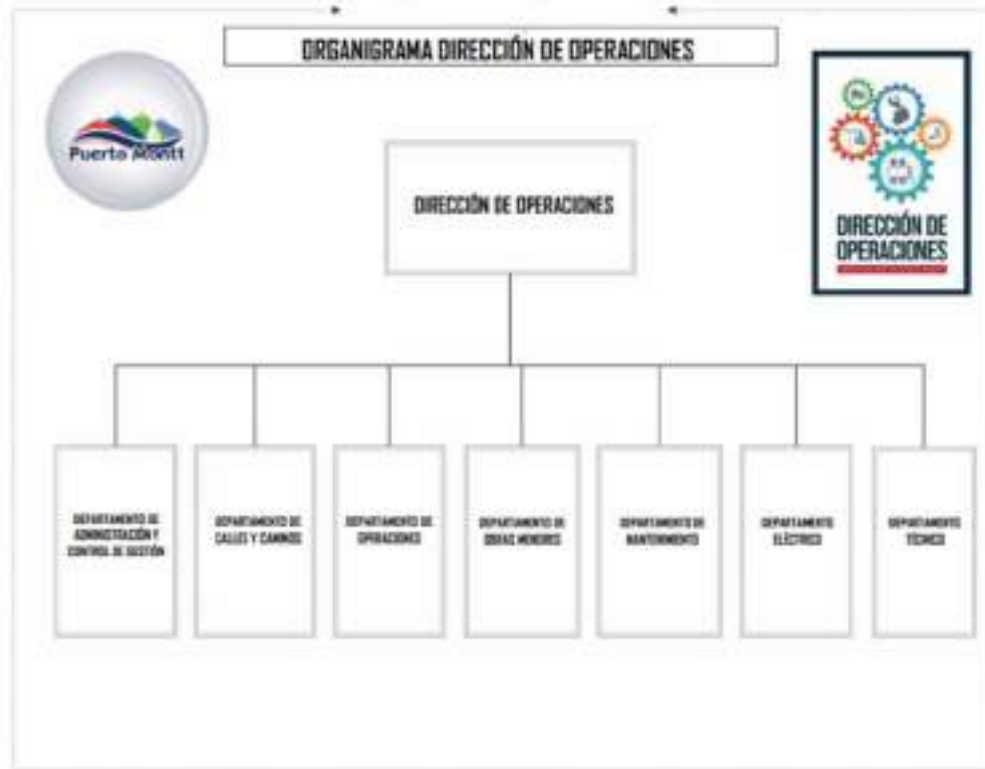 ORGANIGRAMA DIRECCIÓN DE OPERACIONES
Puerto Montt
DIRECCIÓN DE OPERACIONES
DIRECCIÓN DE
OPERACIONES
DEPARTAMENTO DE
ADMINISTRACIÓN Y
CONTROL DE GESTIÓN
DEPARTAMENTO DE
CALLES Y CAMINOS
DEPARTAMENTO DE
OPERACIONES
DEPARTAMENTO DE
OBRAS MENORES
DEPARTAMENTO DE
MANTENIMIENTO
DEPARTAMENTO
ELÉCTRICO
DEPARTAMENTO
TÉCNICO